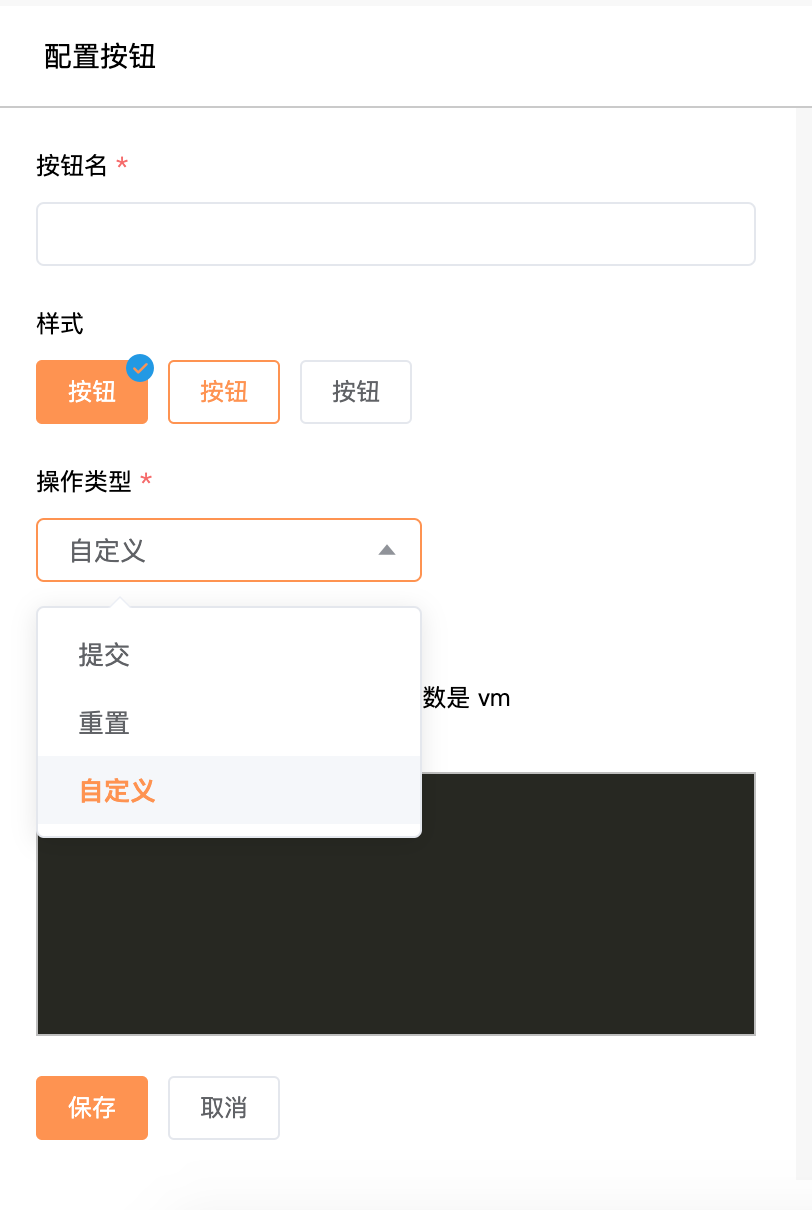 配置按钮
按钮名 *
样式
按钮 按钮 按钮
操作类型 *
自定义
提交
数是 vm
重置
自定义
保存 取消